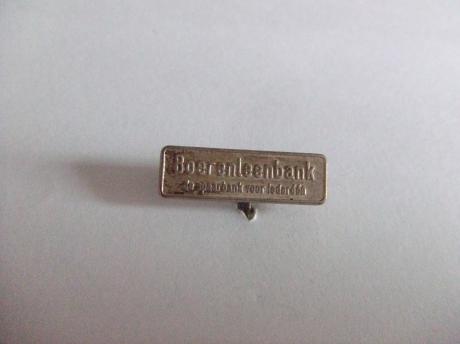 Boerenleenbank
de spaarbank voor iedereen